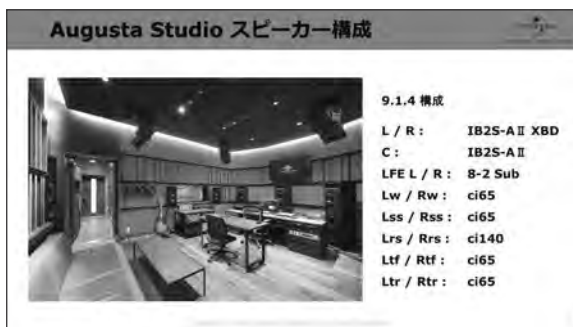 Augusta Studio スピーカー構成
9.1.4 構成
L / R : IB2S-AⅡ XBD
C : IB2S-AⅡ
LFE L / R : 8-2 Sub
Lw / Rw : ci65
Lss / Rss : ci65
Lrs / Rrs : ci140
Ltf / Rtf : ci65
Ltr / Rtr : ci65